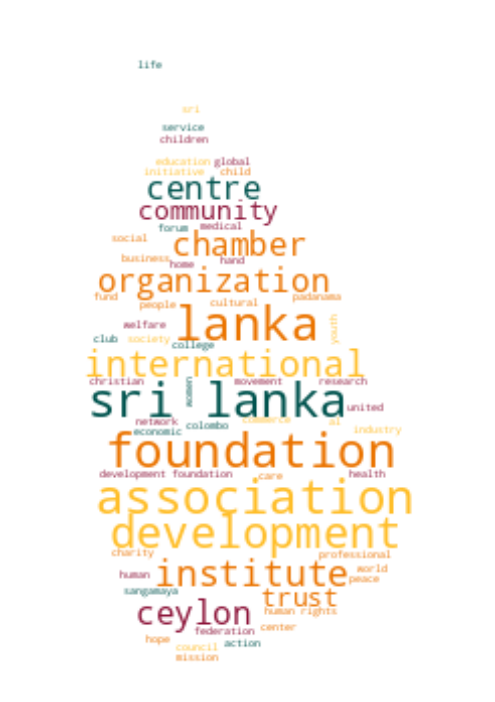 life
sri
service
children
education global
initiative child
centre
community
forum medical
social chamber
business home hand
organization
fund people cultural padanama
lanka
welfare youth
club society college
international
christian women movement research
sri lanka united
network commerce al
economic colombo industry
foundation
development foundation care health
association
development
charity professional
human institute world
peace
sangamaya trust
ceylon human rights
federation center
hope council action
mission